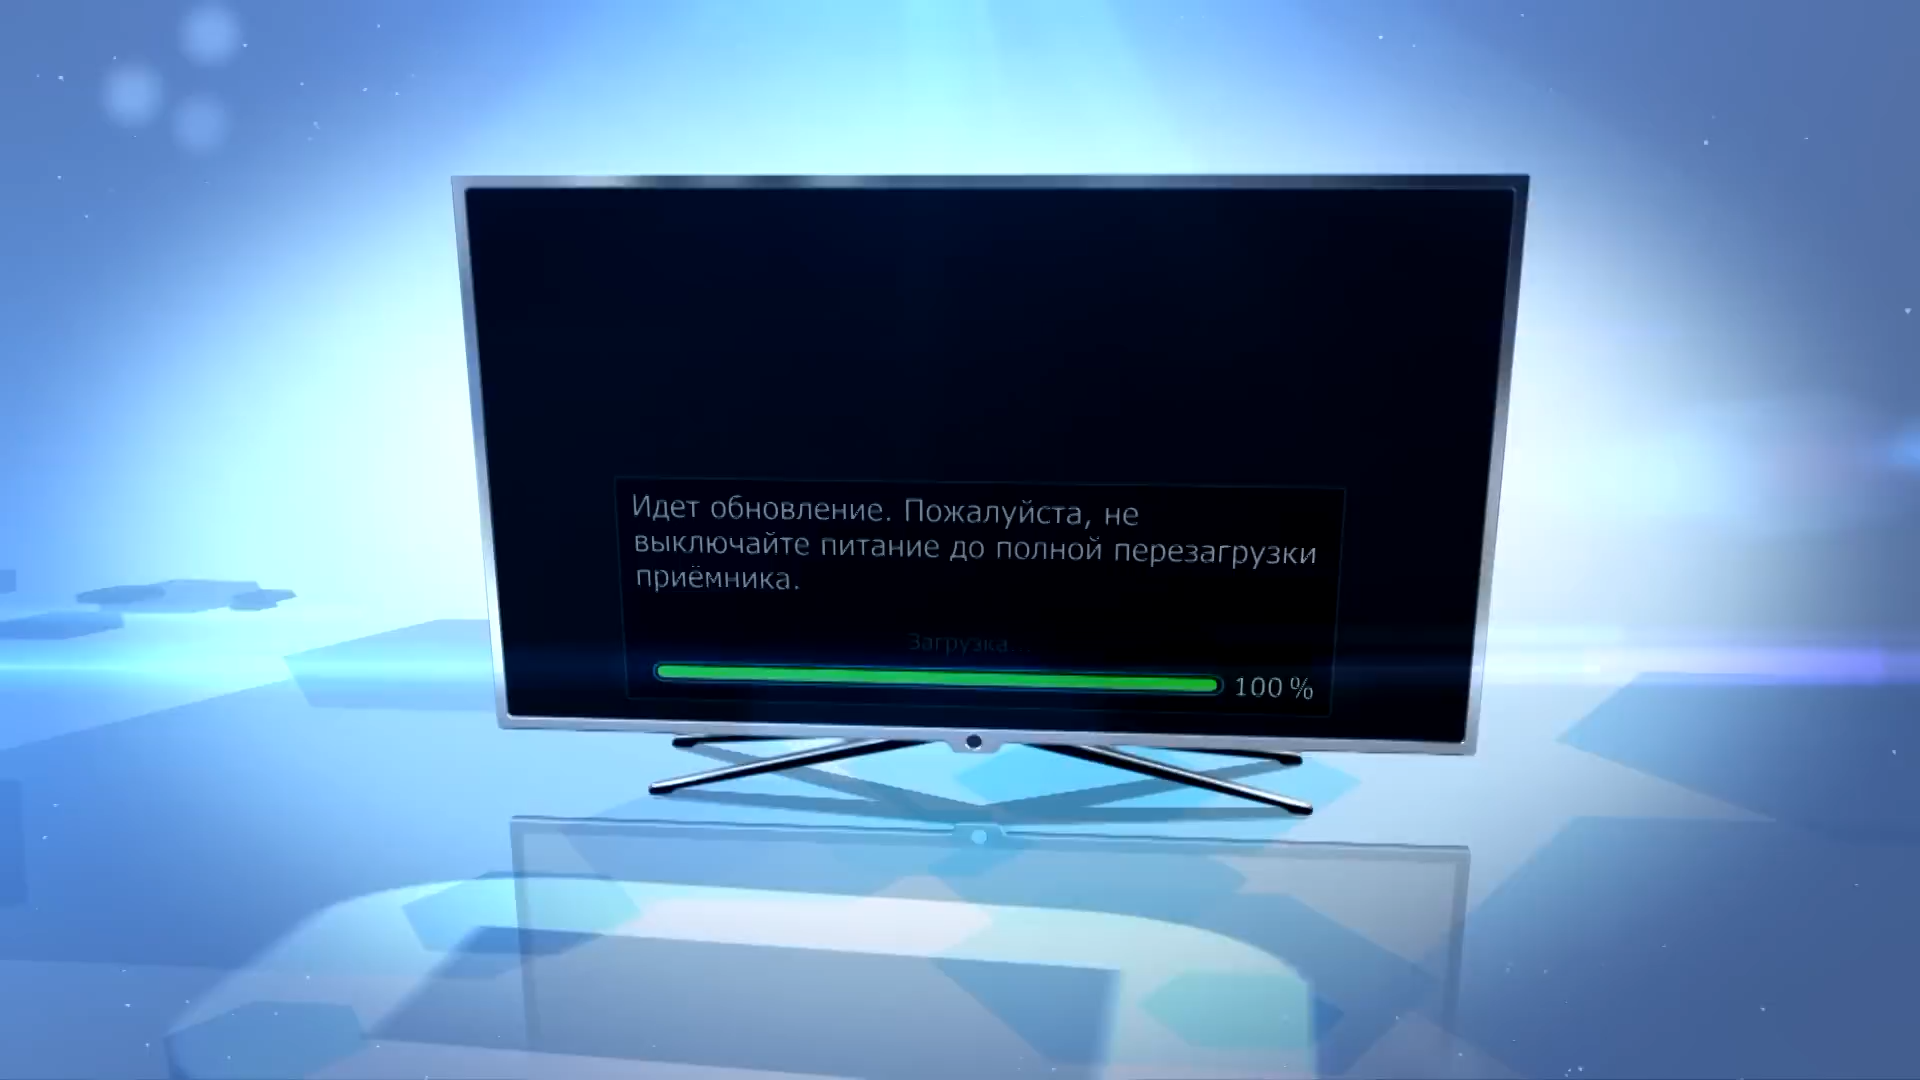 Идет обновление. Пожалуйста, не
выключайте питание до полной перезагрузки
приёмника.
Загрузка...
100 %